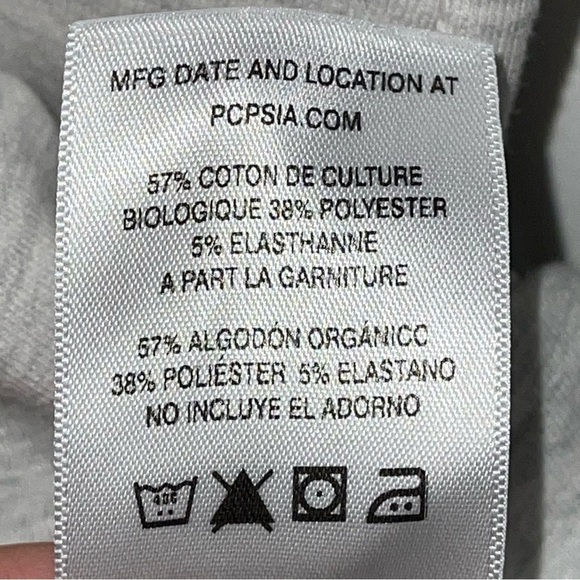 MFG DATE AND LOCATION AT
PCPSIA.COM
57% COTON DE CULTURE
BIOLOGIQUE 38% POLYESTER
5% ELASTHANNE
A PART LA GARNITURE
57% ALGODÓN ORGÁNICO
38% POLIÉSTER 5% ELASTANO
NO INCLUYE EL ADORNO